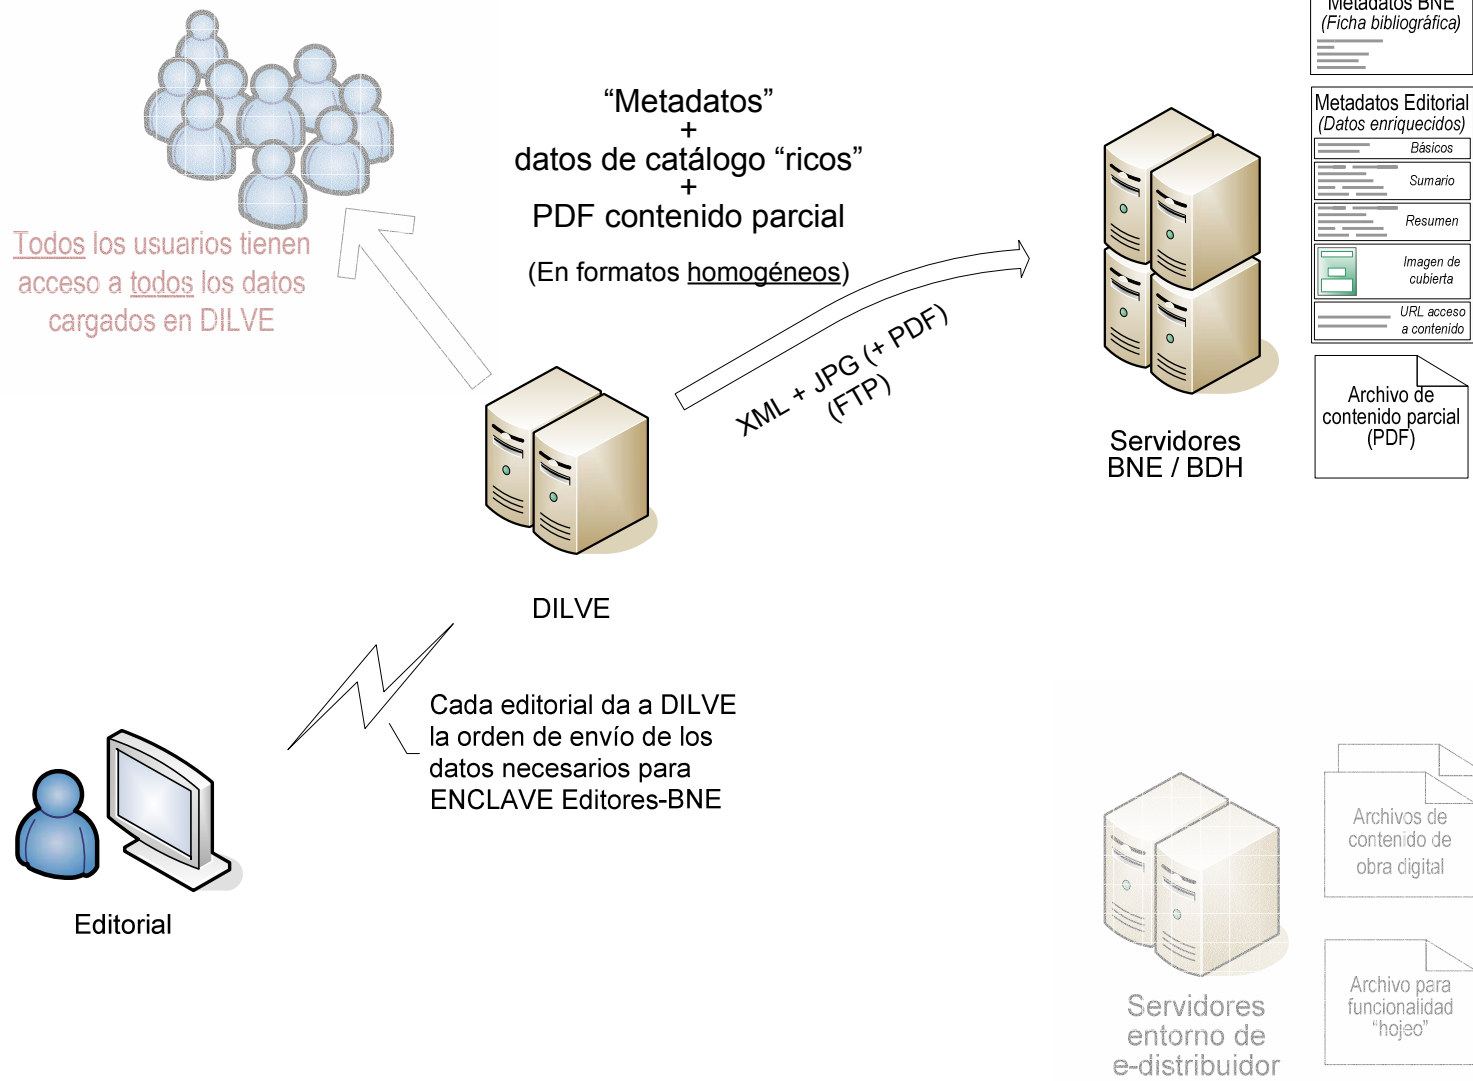 Todos los usuarios tienen
acceso a todos los datos
cargados en DILVE
“Metadatos”
+
datos de catálogo “ricos”
+
PDF contenido parcial
(En formatos homogéneos)
XML + JPG (+ PDF)
(FTP)
Servidores
BNE / BDH
Metadatos BNE
(Ficha bibliográfica)
Metadatos Editorial
(Datos enriquecidos)
Básicos
Sumario
Resumen
Imagen de
cubierta
URL acceso
a contenido
Archivo de
contenido parcial
(PDF)
DILVE
Cada editorial da a DILVE
la orden de envío de los
datos necesarios para
ENCLAVE Editores-BNE
Editorial
Servidores
entorno de
e-distribuidor
Archivos de
contenido de
obra digital
Archivo para
funcionalidad
“hojeo”